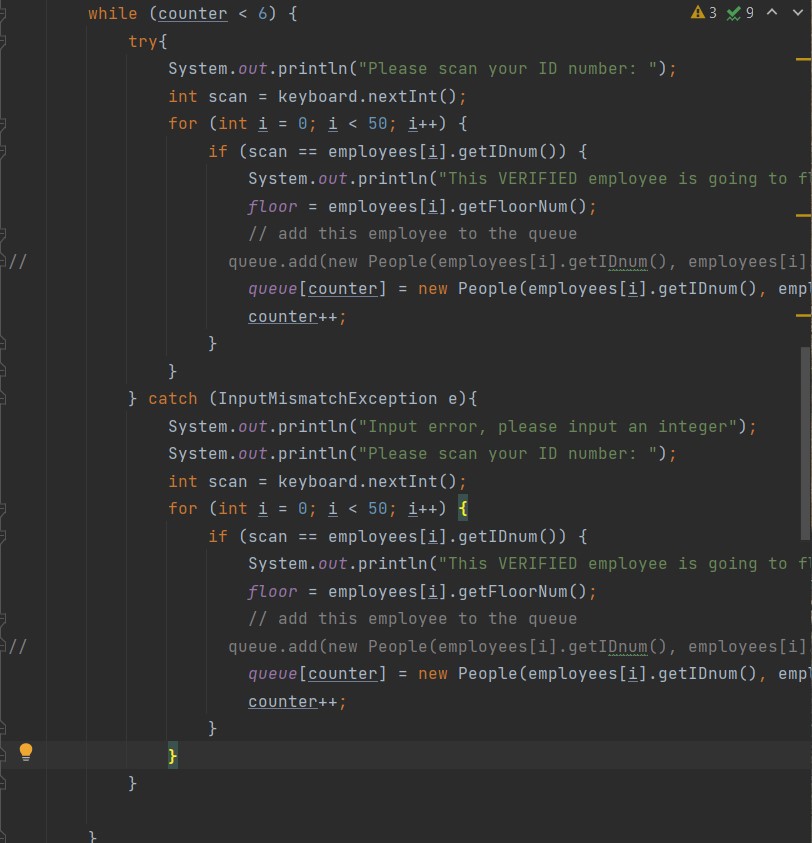 while (counter < 6) {
3 9
try{
System.out.println("Please scan your ID number: ");
int scan = keyboard.nextInt();
for (int i = 0; i < 50; i++) {
if (scan == employees[i].getIDnum()) {
System.out.println("This VERIFIED employee is going to
floor = employees[i].getFloorNum();
// add this employee to the queue
// queue.add(new People(employees[i].getIDnum(), employees[i].
queue[counter] = new People(employees[i].getIDnum(),
counter++;
}
}
} catch (InputMismatchException e){
System.out.println("Input error, please input an integer");
System.out.println("Please scan your ID number: ");
int scan = keyboard.nextInt();
for (int i = 0; i < 50; i++) {
if (scan == employees[i].getIDnum()) {
System.out.println("This VERIFIED employee is going to
floor = employees[i].getFloorNum();
// add this employee to the queue
// queue.add(new People(employees[i].getIDnum(), employees[i].
queue[counter] = new People(employees[i].getIDnum(),
counter++;
}
}
}
}